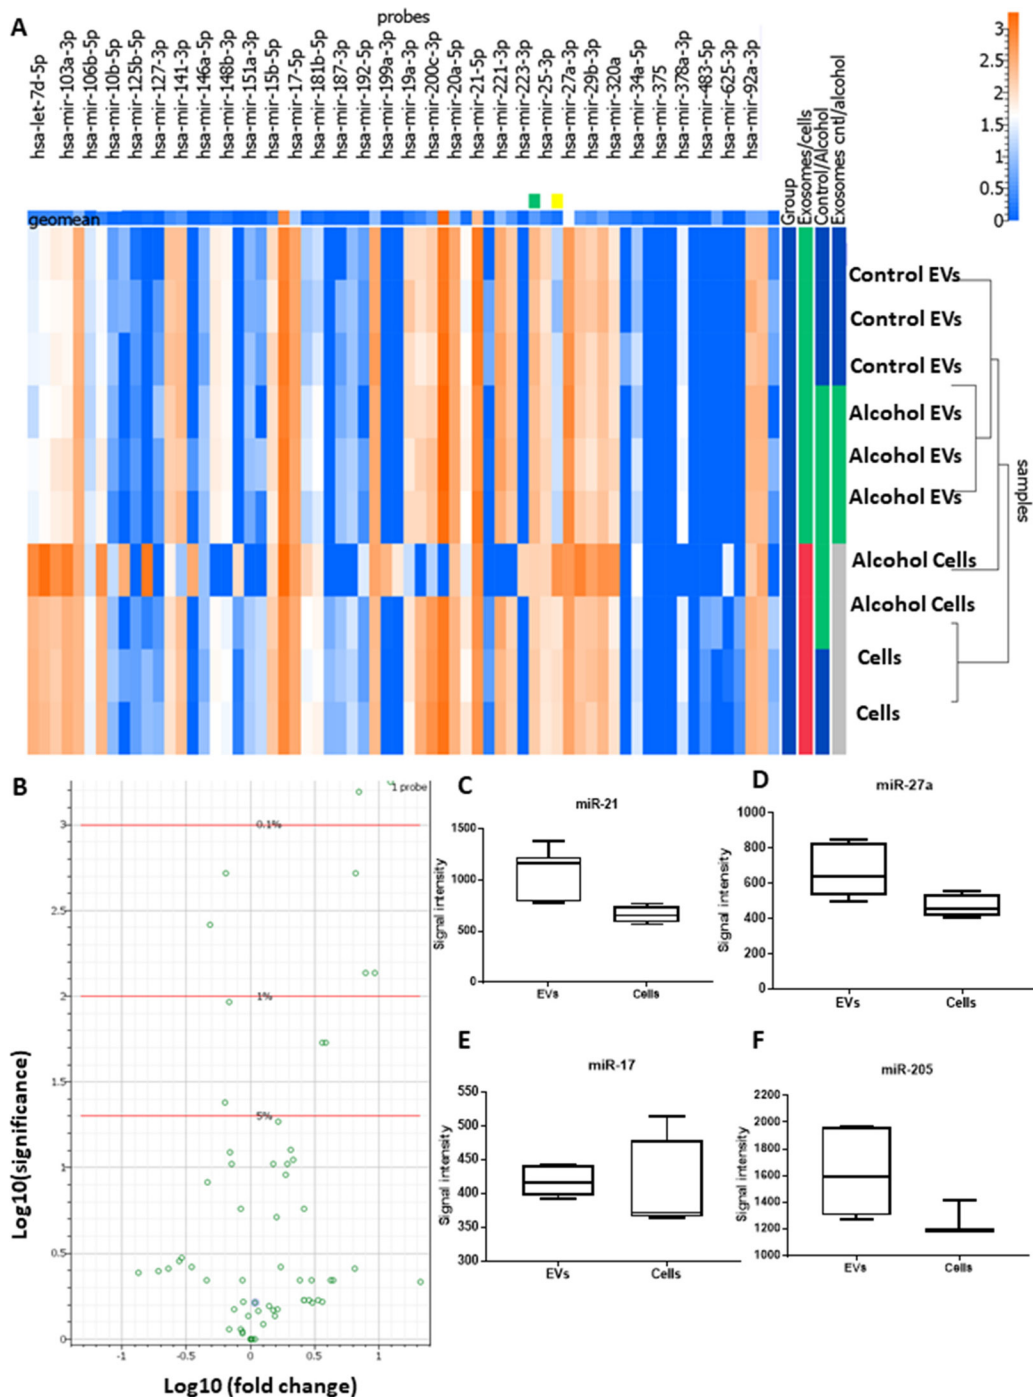 A
probes
hsa-let-7d-5p
hsa-mir-103a-3p
hsa-mir-106b-5p
hsa-mir-10b-5p
hsa-mir-125b-5p
hsa-mir-127-3p
hsa-mir-141-3p
hsa-mir-146a-5p
hsa-mir-148b-3p
hsa-mir-151a-3p
hsa-mir-15b-5p
hsa-mir-17-5p
hsa-mir-181b-5p
hsa-mir-187-3p
hsa-mir-192-5p
hsa-mir-199a-3p
hsa-mir-19a-3p
hsa-mir-200c-3p
hsa-mir-20a-5p
hsa-mir-21-5p
hsa-mir-221-3p
hsa-mir-223-3p
hsa-mir-25-3p
hsa-mir-27a-3p
hsa-mir-29b-3p
hsa-mir-320a
hsa-mir-34a-5p
hsa-mir-375
hsa-mir-378a-3p
hsa-mir-483-5p
hsa-mir-625-3p
hsa-mir-92a-3p
3
2
1.5
1
0.5
0
geomean
Group
Exosomes/cells
Control/Alcohol
Exosomes cntl/alcohol
Control EVs
Control EVs
Control EVs
Alcohol EVs
Alcohol EVs
Alcohol EVs
Alcohol Cells
Alcohol Cells
Cells
Cells
samples
B
1 probe
0.1%
1%
5%
3
2.5
2
1.5
1
0.5
0
-1
-0.5
0
0.5
1
Log10(significance)
Log10 (fold change)
C
miR-21
Signal intensity
1500
1000
500
0
EVs
Cells
D
miR-27a
Signal intensity
1000
800
600
400
200
0
EVs
Cells
E
miR-17
Signal intensity
550
500
450
400
350
300
EVs
Cells
F
miR-205
Signal intensity
2200
2000
1800
1600
1400
1200
1000
EVs
Cells